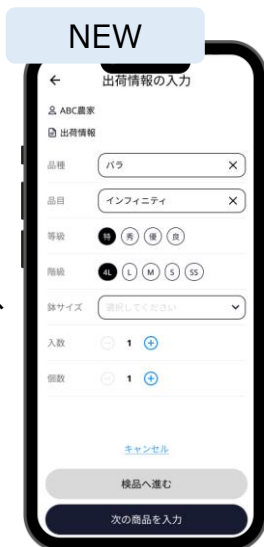 NEW
出荷情報の入力
ABC農家
出荷情報
品種 バラ ×
品目 インフィニティ ×
等級 特 秀 優 良
階級 4L L M S SS
鉢サイズ 選択してください
入数 1
個数 1
キャンセル
検品へ進む
次の商品を入力